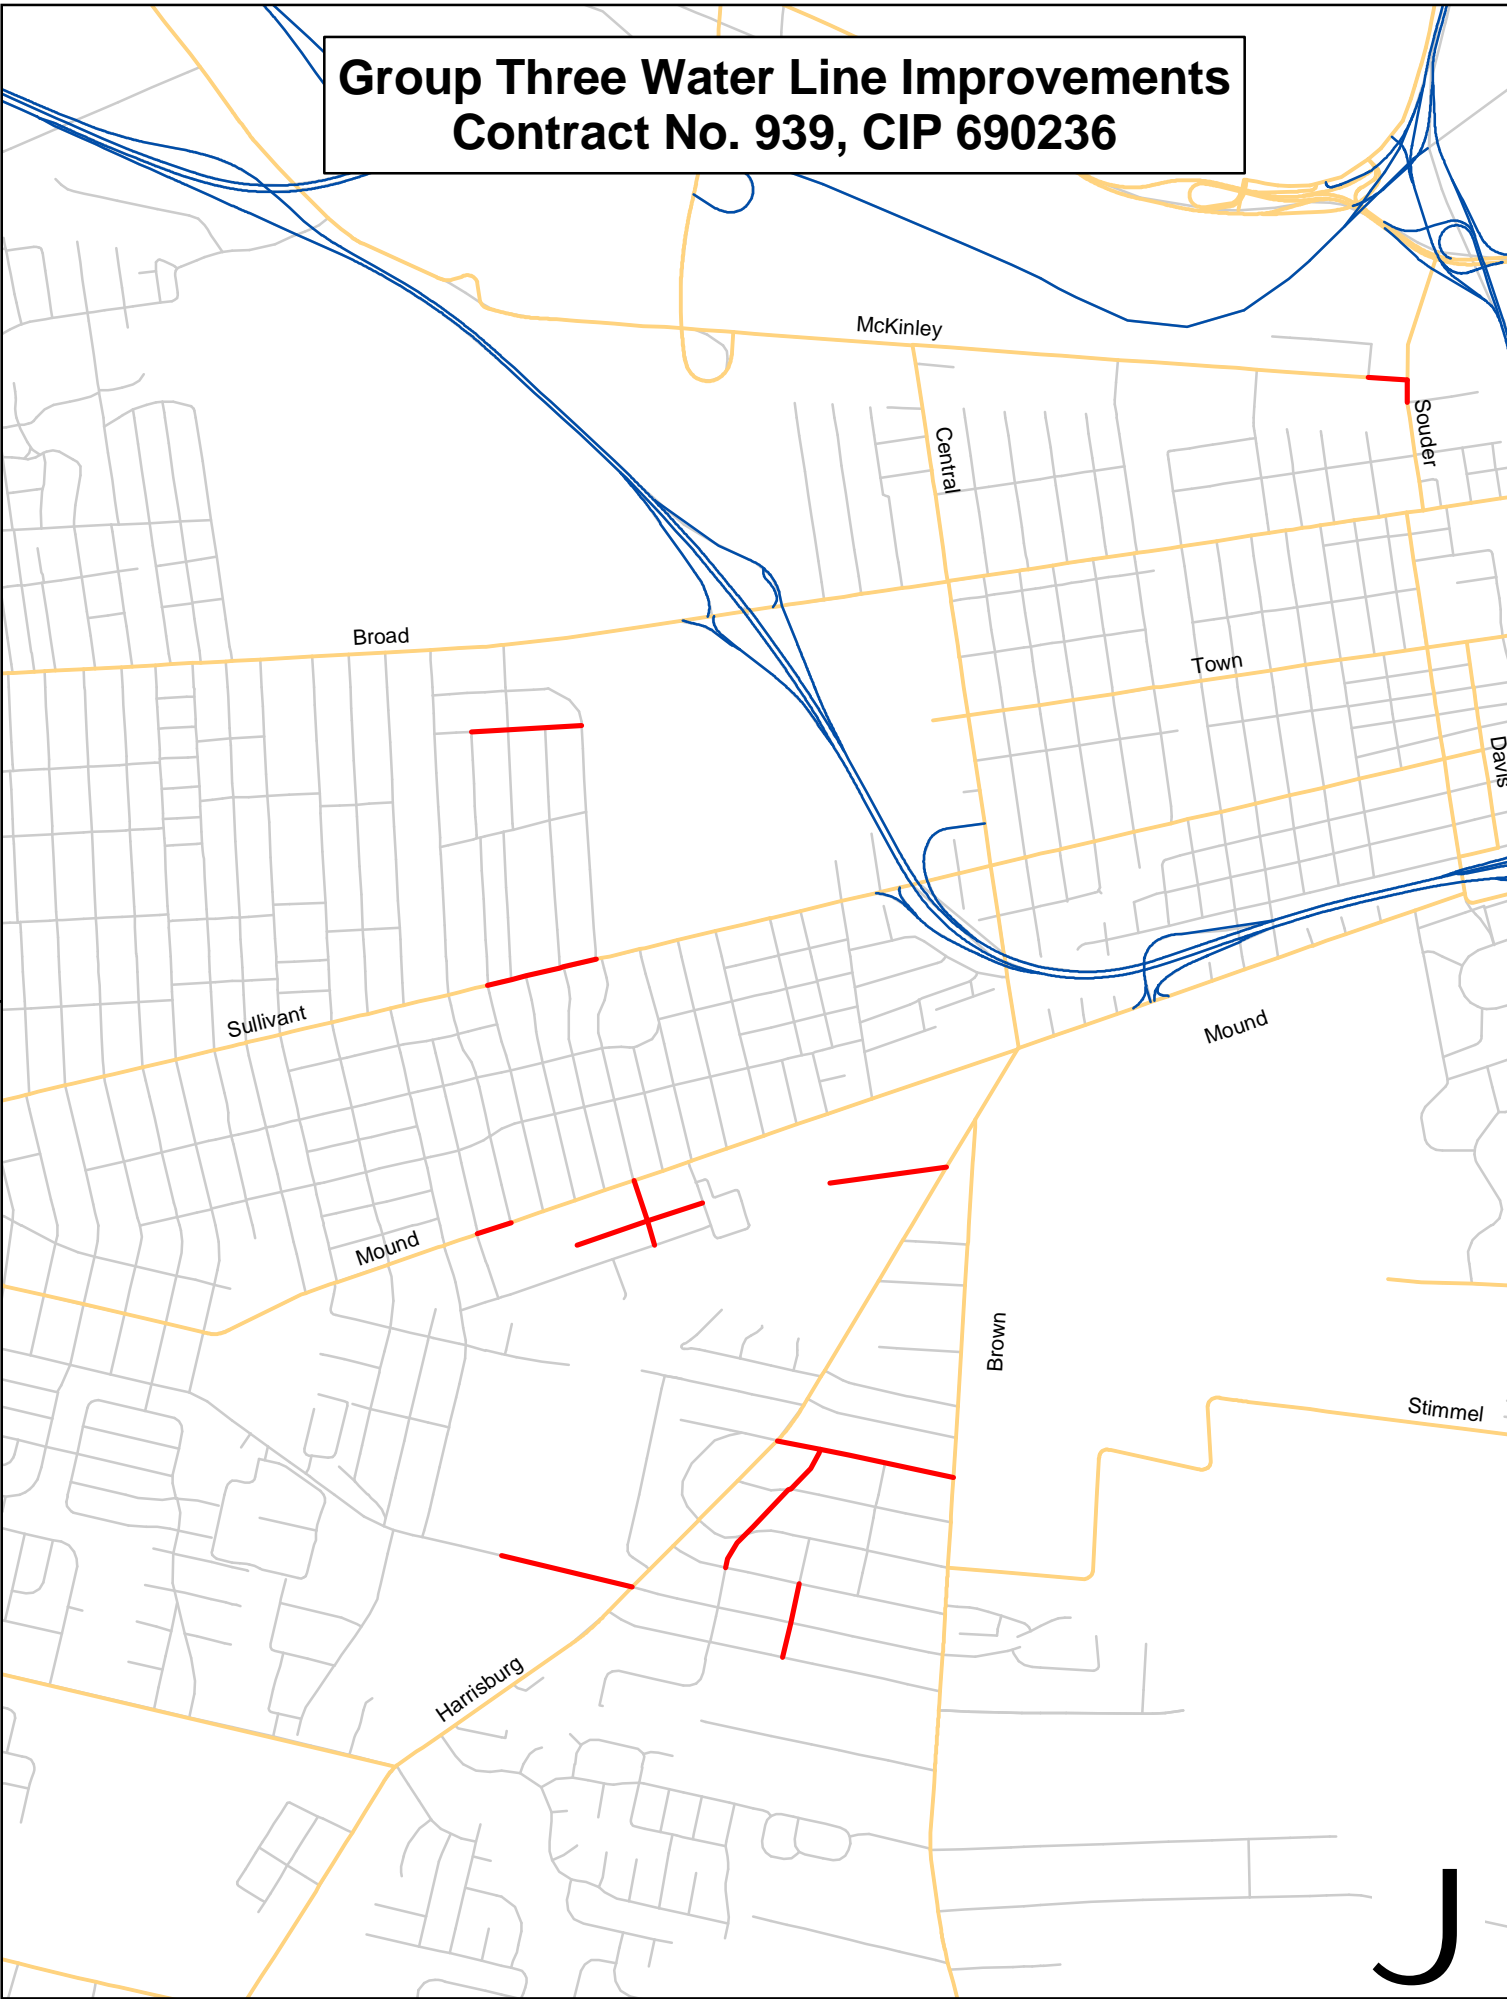 Group Three Water Line Improvements
Contract No. 939, CIP 690236
McKinley
Souder
Central
Broad
Town
Davis
Sullivant
Mound
Mound
Brown
Stimmel
Harrisburg
J